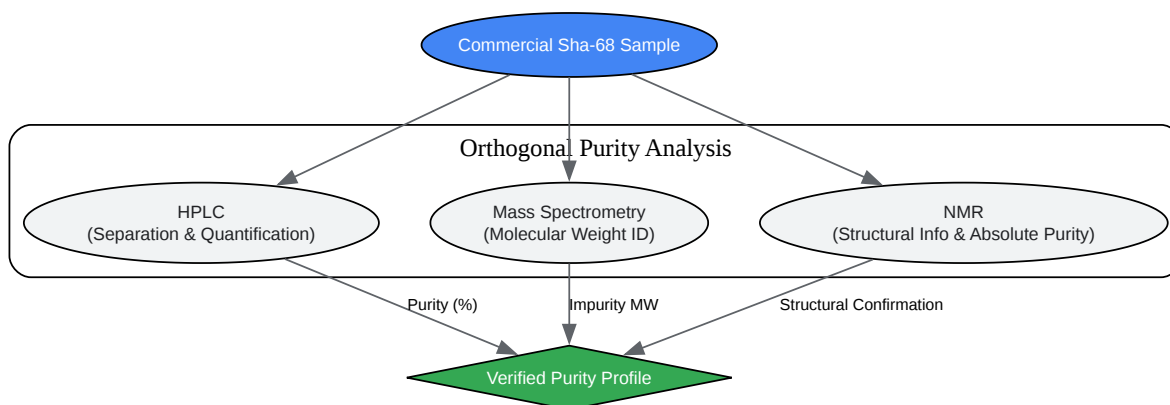 Commercial Sha-68 Sample
Orthogonal Purity Analysis
HPLC
(Separation & Quantification)
Mass Spectrometry
(Molecular Weight ID)
NMR
(Structural Info & Absolute Purity)
Purity (%)
Impurity MW
Structural Confirmation
Verified Purity Profile